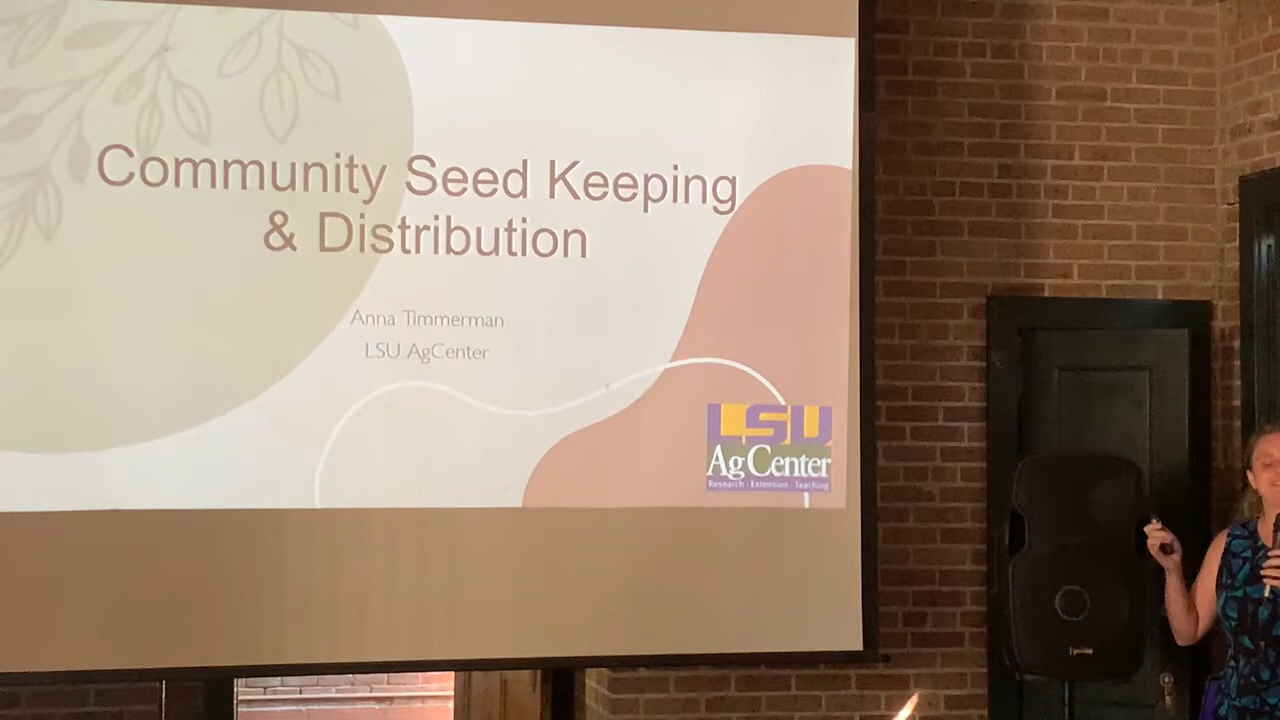 Community Seed Keeping
& Distribution
Anna Timmerman
LSU AgCenter
LSU
AgCenter
Research · Extension · Teaching